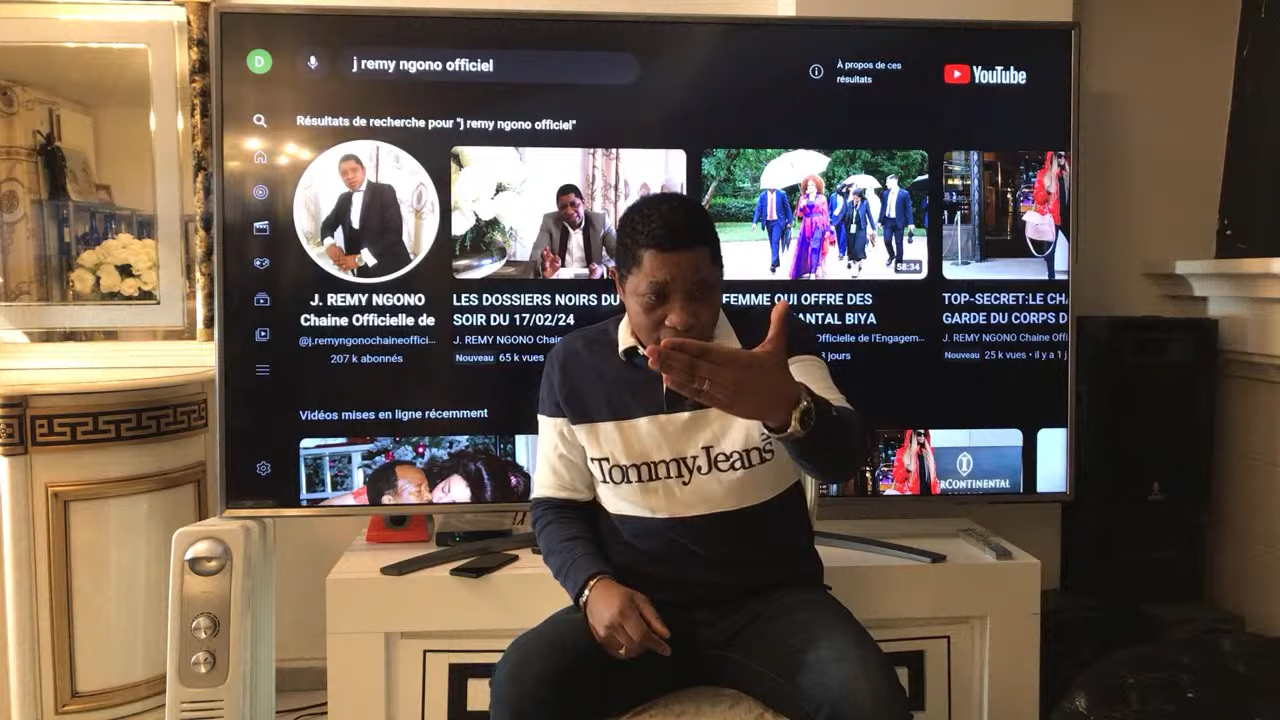 D
j remy ngono officiel
À propos de ces
résultats
YouTube
Résultats de recherche pour "j remy ngono officiel"
J. REMY NGONO
Chaine Officielle de
@j.remyngonochaineoffici...
207 k abonnés
LES DOSSIERS NOIRS DU
SOIR DU 17/02/24
J. REMY NGONO Chaine Off
Nouveau 65 k vues •
58:34
FEMME QUI OFFRE DES
ANTAL BIYA
Officielle de l'Engagem...
jours
TOP-SECRET:LE CH
GARDE DU CORPS D
J. REMY NGONO Chaine Offi
Nouveau 25 k vues • il y a 1 j
Vidéos mises en ligne récemment
RCONTINENTAL
TommyJeans